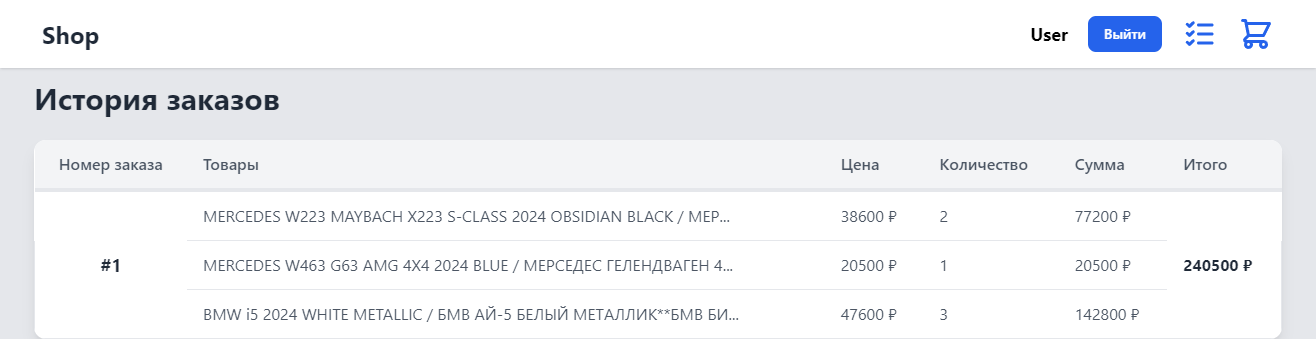 Shop User Выйти
История заказов
Номер заказа Товары Цена Количество Сумма Итого
MERCEDES W223 MAYBACH X223 S-CLASS 2024 OBSIDIAN BLACK / МЕР... 38600 ₽ 2 77200 ₽
#1 MERCEDES W463 G63 AMG 4X4 2024 BLUE / МЕРСЕДЕС ГЕЛЕНДВАГЕН 4... 20500 ₽ 1 20500 ₽ 240500 ₽
BMW i5 2024 WHITE METALLIC / БМВ АЙ-5 БЕЛЫЙ МЕТАЛЛИК**БМВ БИ... 47600 ₽ 3 142800 ₽